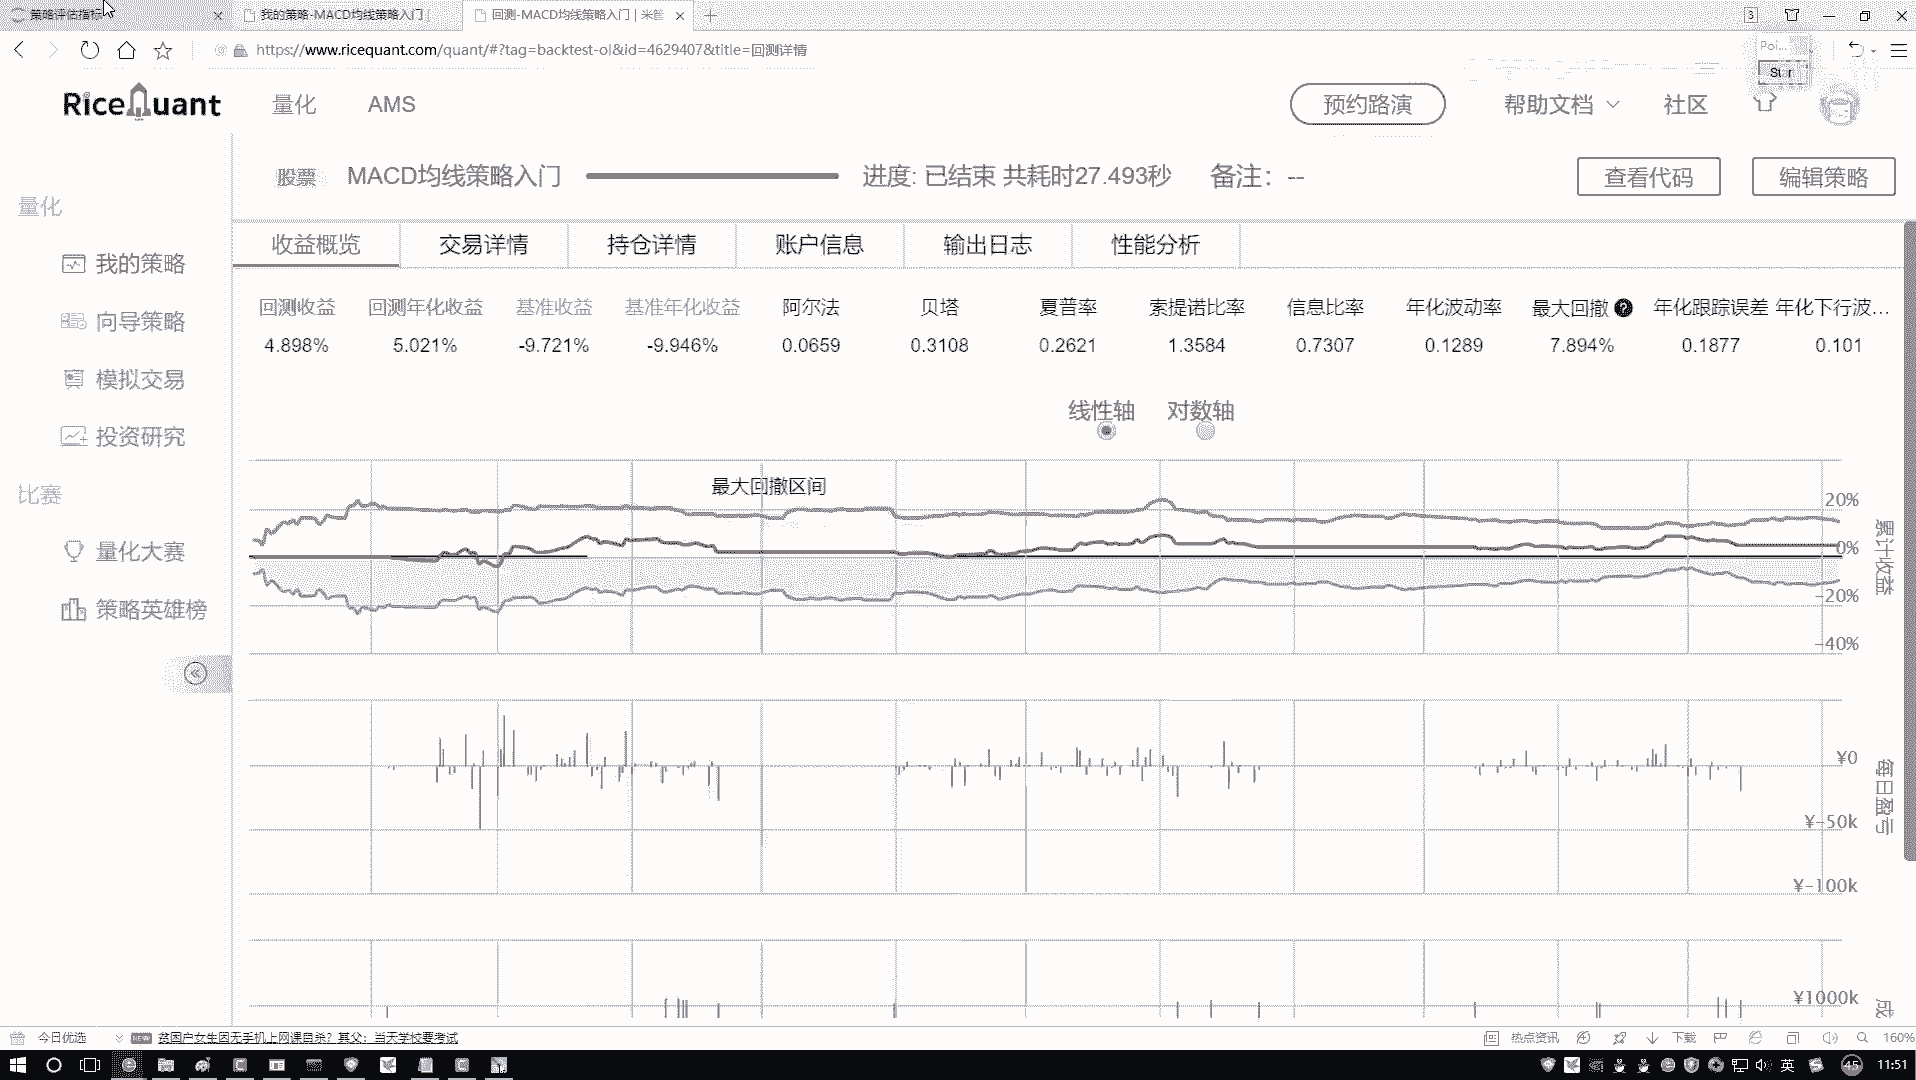 策略评估指标
我的策略-MACD均线策略入门
回测-MACD均线策略入门 | 米筐
3
https://www.ricequant.com/quant/#?tag=backtest-ol&id=4629407&title=回测详情
Poi...
RiceQuant
量化
AMS
预约路演
帮助文档
社区
股票
MACD均线策略入门
进度: 已结束 共耗时27.493秒
备注：--
查看代码
编辑策略
量化
我的策略
向导策略
模拟交易
投资研究
比赛
量化大赛
策略英雄榜
收益概览
交易详情
持仓详情
账户信息
输出日志
性能分析
回测收益 回测年化收益 基准收益 基准年化收益 阿尔法 贝塔 夏普率 索提诺比率 信息比率 年化波动率 最大回撤 年化跟踪误差 年化下行波...
4.898% 5.021% -9.721% -9.946% 0.0659 0.3108 0.2621 1.3584 0.7307 0.1289 7.894% 0.1877 0.101
线性轴 对数轴
最大回撤区间
20%
0%
-20%
-40%
累计收益
¥0
¥-50k
¥-100k
每日盈亏
¥1000k
成
今日优选
NEW
贫困户女生因无手机上网课自杀？其父：当天学校要考试
热点资讯
下载
160%
英
45
11:51